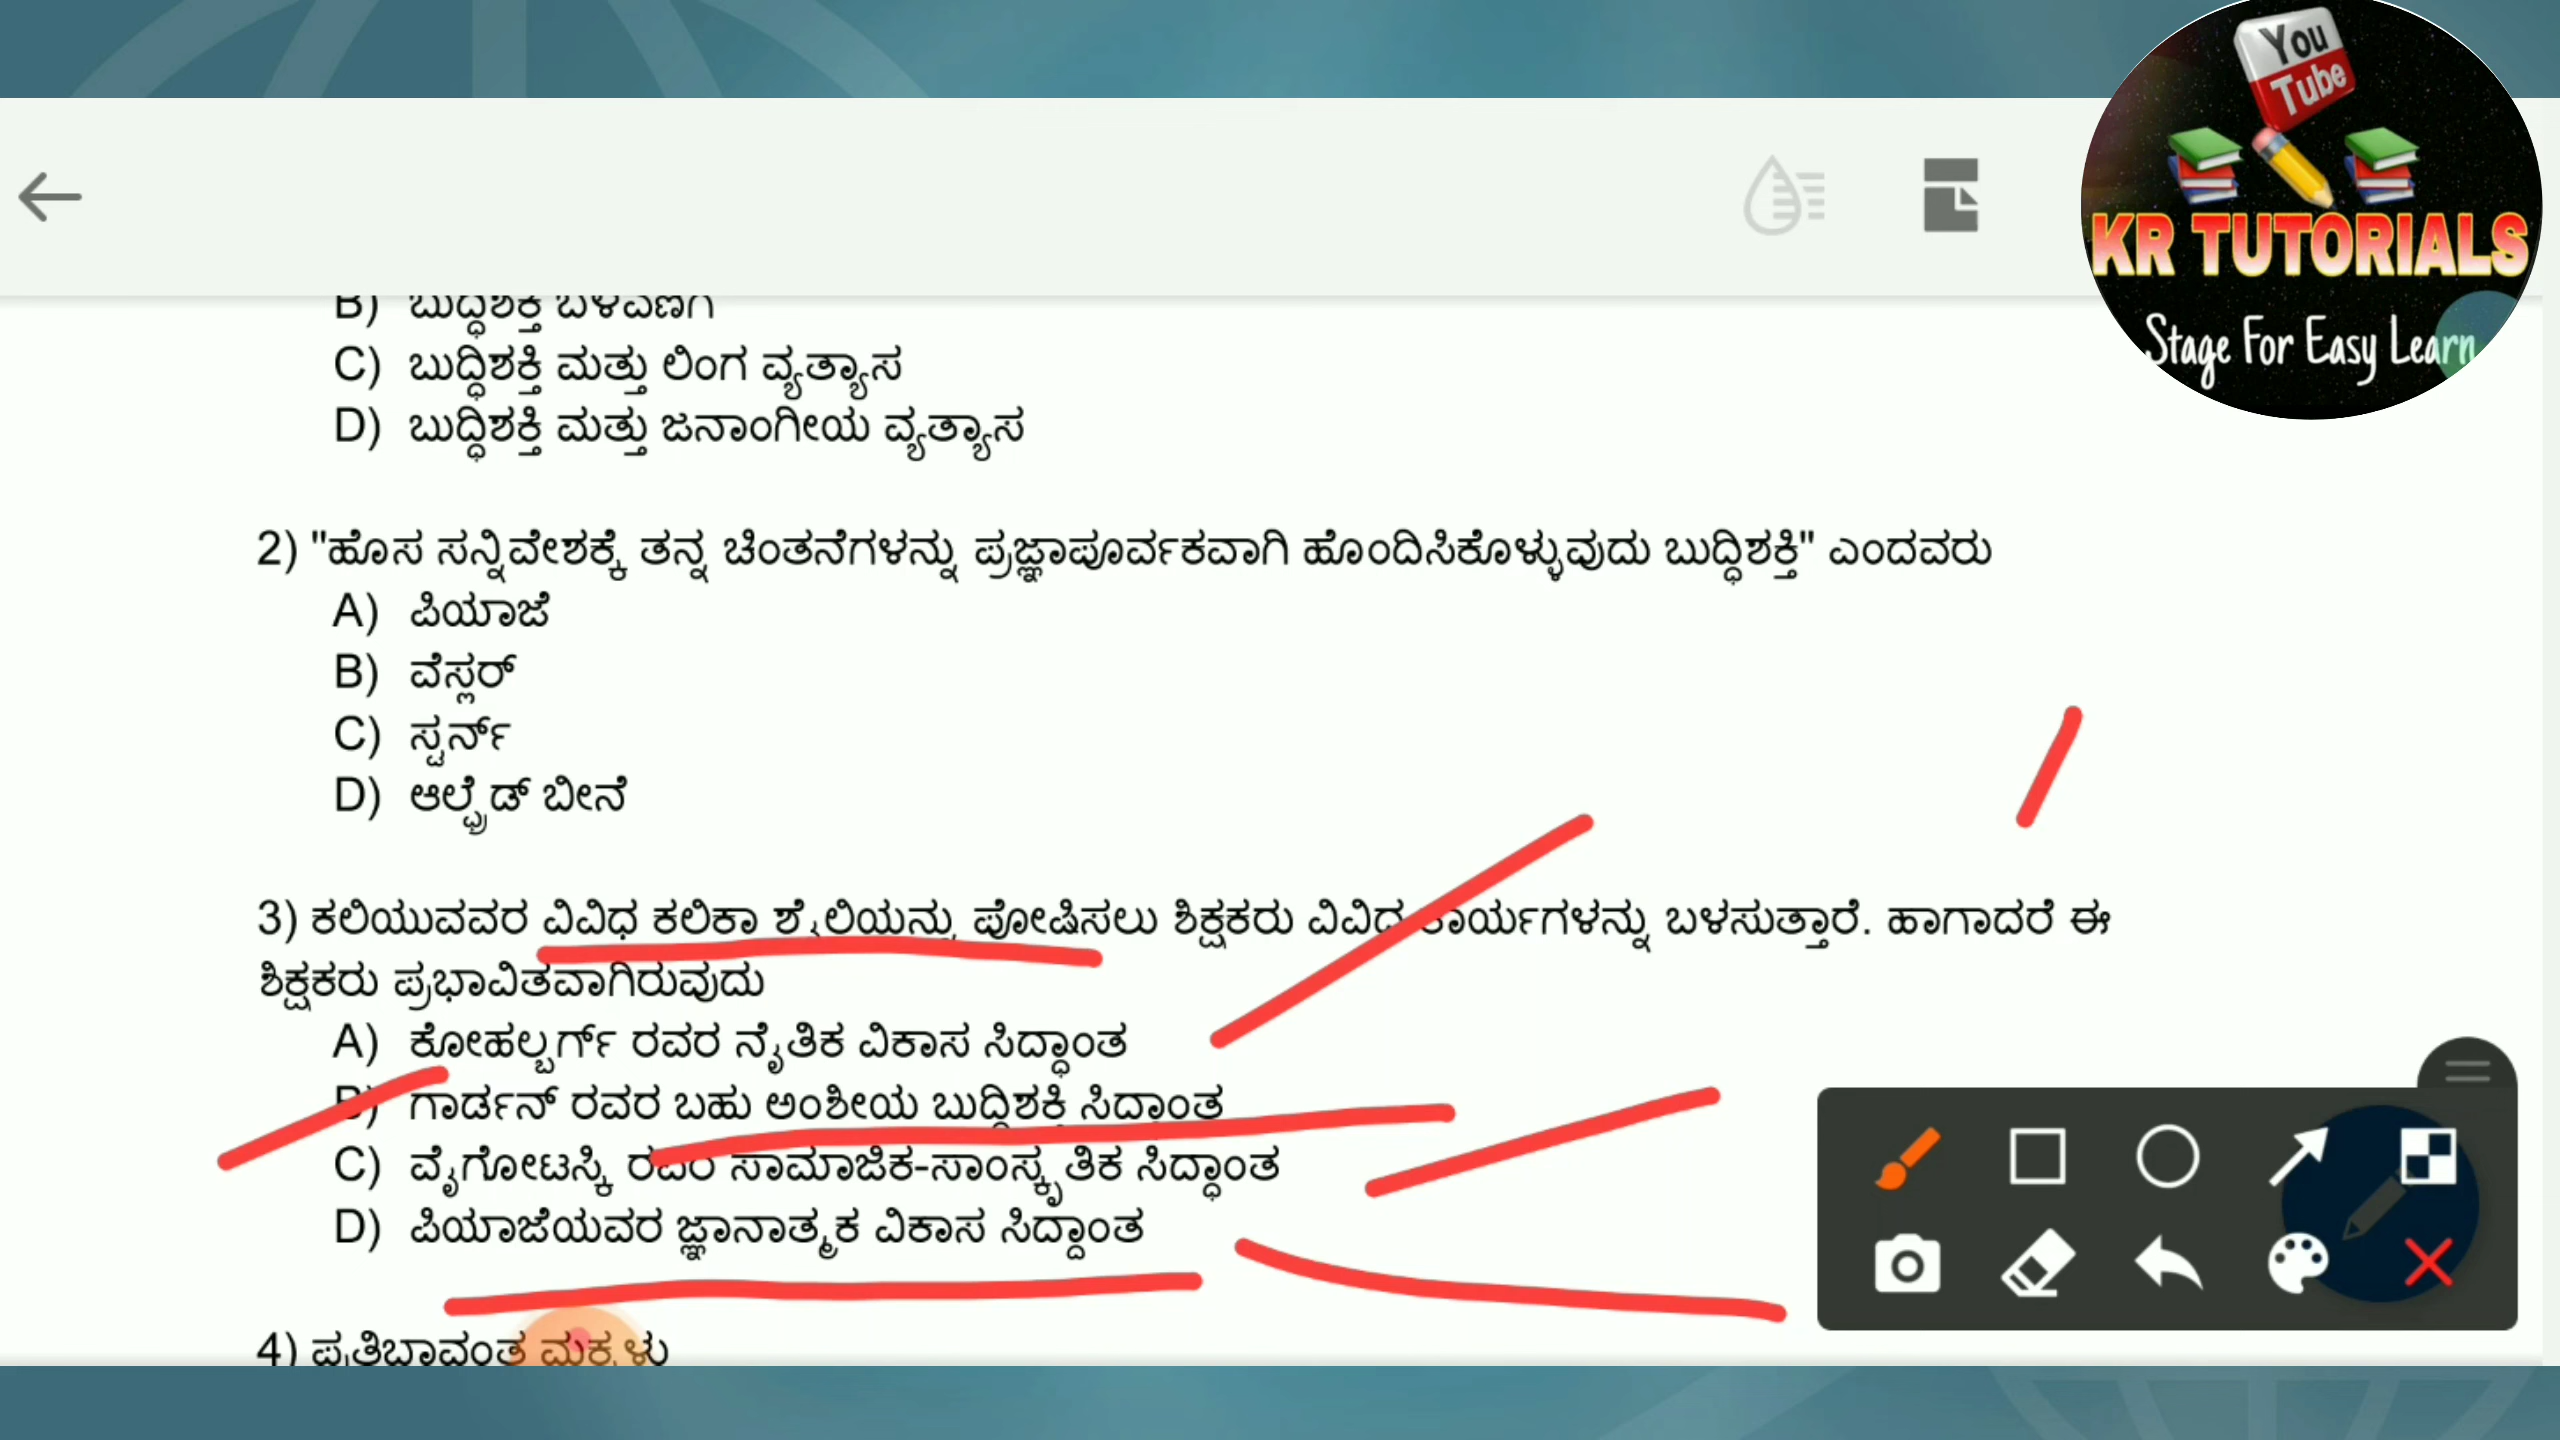 You
Tube
KR TUTORIALS
Stage For Easy Learn
B) ಬುದ್ಧಿಶಕ್ತಿ ಬೆಳವಣಿಗೆ
C) ಬುದ್ಧಿಶಕ್ತಿ ಮತ್ತು ಲಿಂಗ ವ್ಯತ್ಯಾಸ
D) ಬುದ್ಧಿಶಕ್ತಿ ಮತ್ತು ಜನಾಂಗೀಯ ವ್ಯತ್ಯಾಸ
2) "ಹೊಸ ಸನ್ನಿವೇಶಕ್ಕೆ ತನ್ನ ಚಿಂತನೆಗಳನ್ನು ಪ್ರಜ್ಞಾಪೂರ್ವಕವಾಗಿ ಹೊಂದಿಸಿಕೊಳ್ಳುವುದು ಬುದ್ಧಿಶಕ್ತಿ" ಎಂದವರು
A) ಪಿಯಾಜೆ
B) ವೆಸ್ಲರ್
C) ಸ್ಟರ್ನ್
D) ಆಲ್ಫ್ರೆಡ್ ಬೀನೆ
3) ಕಲಿಯುವವರ ವಿವಿಧ ಕಲಿಕಾ ಶೈಲಿಯನ್ನು ಪೋಷಿಸಲು ಶಿಕ್ಷಕರು ವಿವಿಧ ಕಾರ್ಯಗಳನ್ನು ಬಳಸುತ್ತಾರೆ. ಹಾಗಾದರೆ ಈ
ಶಿಕ್ಷಕರು ಪ್ರಭಾವಿತವಾಗಿರುವುದು
A) ಕೋಹಲ್ಬರ್ಗ್ ರವರ ನೈತಿಕ ವಿಕಾಸ ಸಿದ್ಧಾಂತ
B) ಗಾರ್ಡನ್ ರವರ ಬಹು ಅಂಶೀಯ ಬುದ್ಧಿಶಕ್ತಿ ಸಿದ್ಧಾಂತ
C) ವೈಗೋಟಸ್ಕಿ ರವರ ಸಾಮಾಜಿಕ-ಸಾಂಸ್ಕೃತಿಕ ಸಿದ್ಧಾಂತ
D) ಪಿಯಾಜೆಯವರ ಜ್ಞಾನಾತ್ಮಕ ವಿಕಾಸ ಸಿದ್ದಾಂತ
4) ಪ್ರತಿಭಾವಂತ ಮಕ್ಕಳು